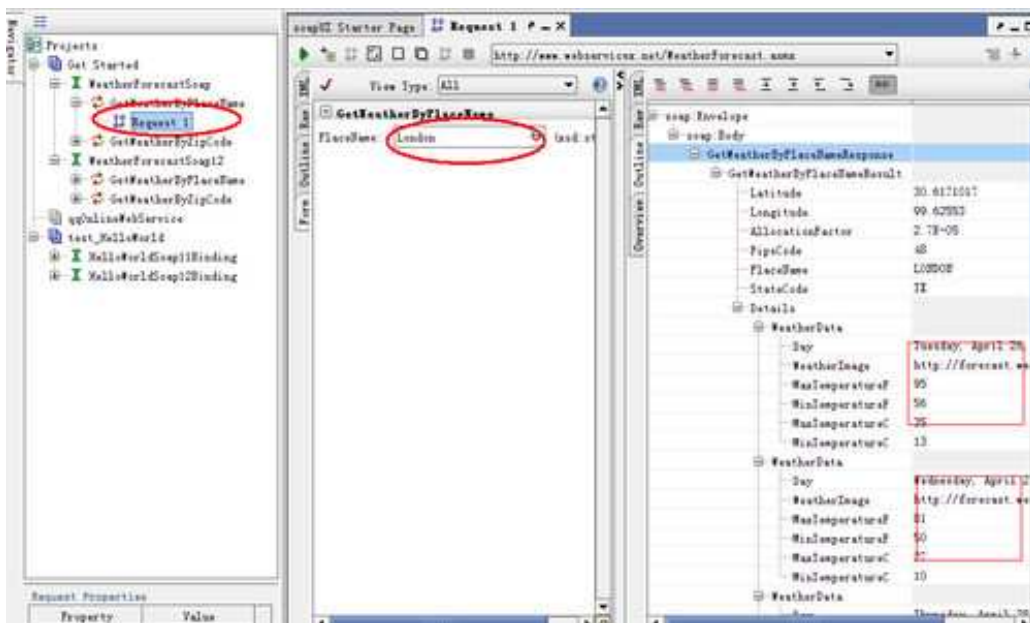 Navigator
Projects
Get Started
WeatherForecastSoap
GetWeatherByPlaceName
Request 1
GetWeatherByZipCode
WeatherForecastSoap12
GetWeatherByPlaceName
GetWeatherByZipCode
qqOnlineWebService
test_HelloWorld
HelloWorldSoap11Binding
HelloWorldSoap12Binding
Request Properties
Property Value
soapUI Starter Page
Request 1
http://www.webservicex.net/WeatherForecast.asmx
View Type: All
XML
Raw
Outline
Form
GetWeatherByPlaceName
PlaceName: London
XML
Raw
Outline
Overview
soap:Envelope
soap:Body
GetWeatherByPlaceNameResponse
GetWeatherByPlaceNameResult
Latitude 30.6171017
Longitude 99.62553
AllocationFactor 2.7E-05
FipsCode 48
PlaceName LONDON
StateCode TX
Details
WeatherData
Day Tuesday, April 28,
WeatherImage http://forecast.we
MaxTemperatureF 95
MinTemperatureF 56
MaxTemperatureC 35
MinTemperatureC 13
WeatherData
Day Wednesday, April 2
WeatherImage http://forecast.we
MaxTemperatureF 81
MinTemperatureF 50
MaxTemperatureC
MinTemperatureC 10
WeatherData